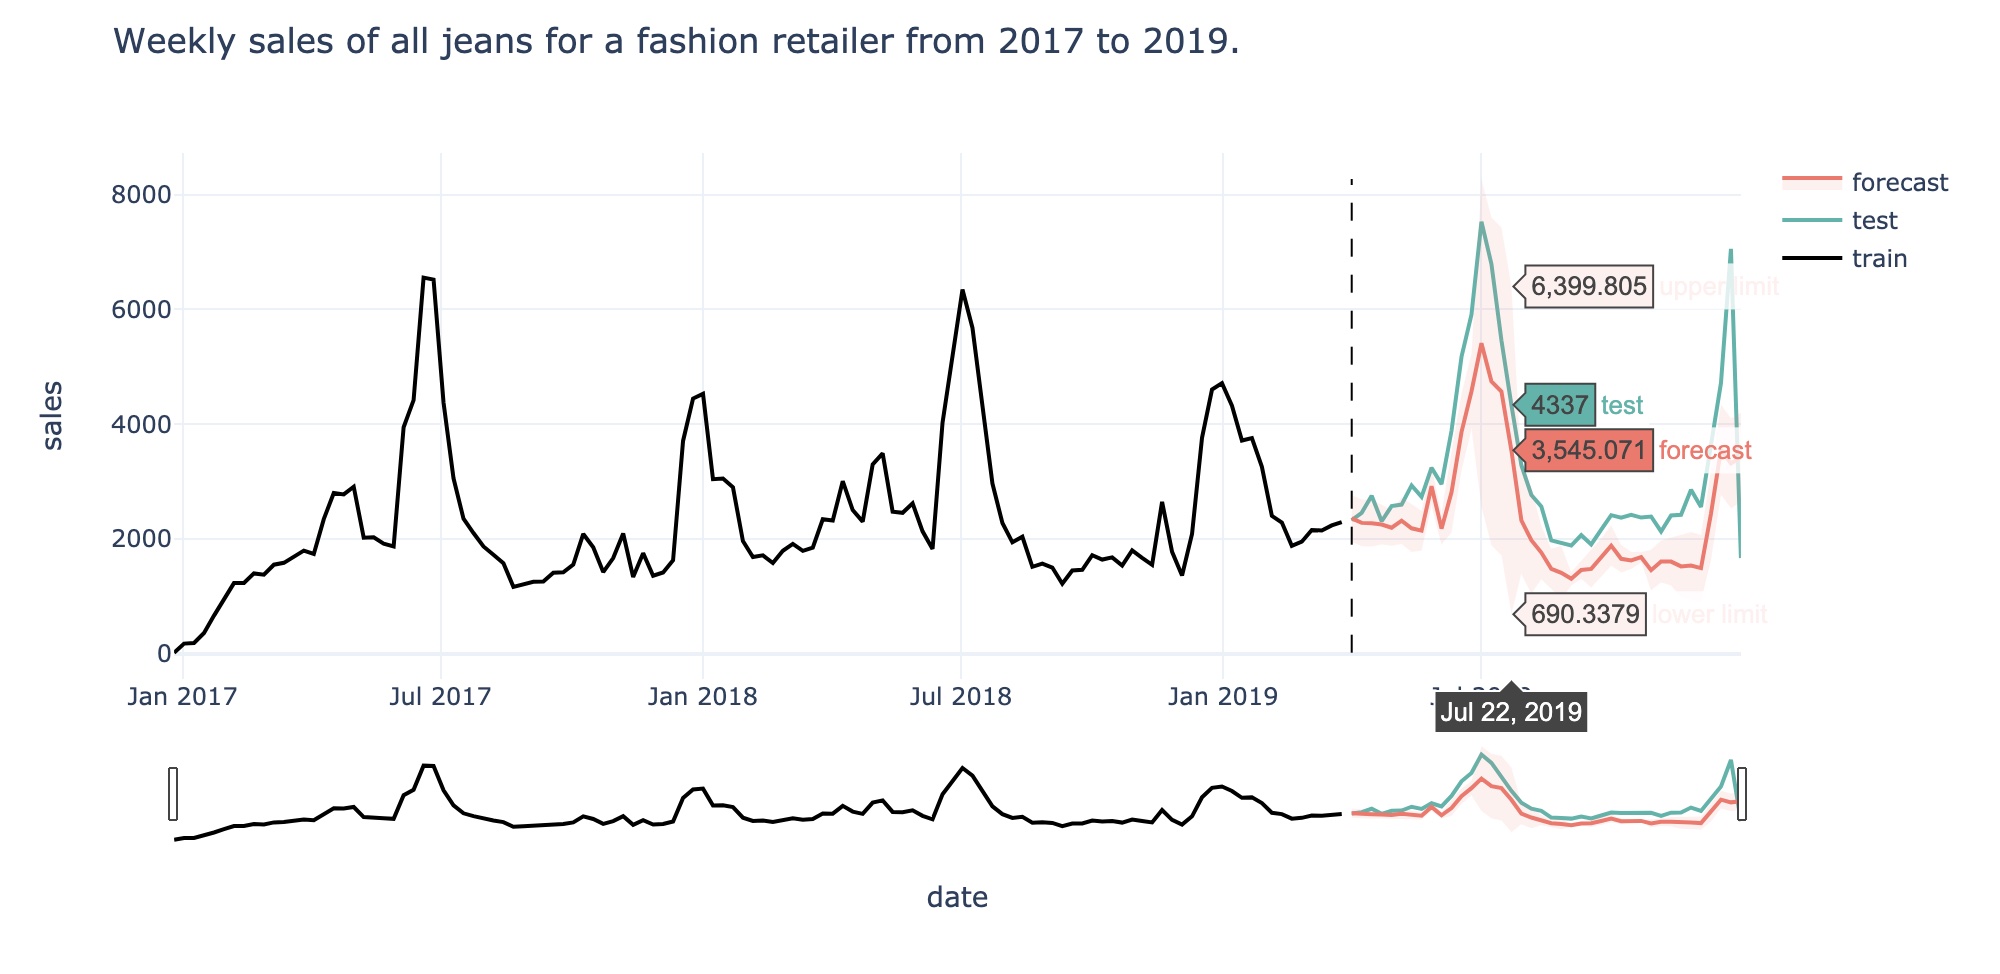 Weekly sales of all jeans for a fashion retailer from 2017 to 2019.
forecast
test
train
8000
6000
4000
2000
0
sales
6,399.805 upper limit
4337 test
3,545.071 forecast
690.3379 lower limit
Jan 2017 Jul 2017 Jan 2018 Jul 2018 Jan 2019
Jul 22, 2019
date